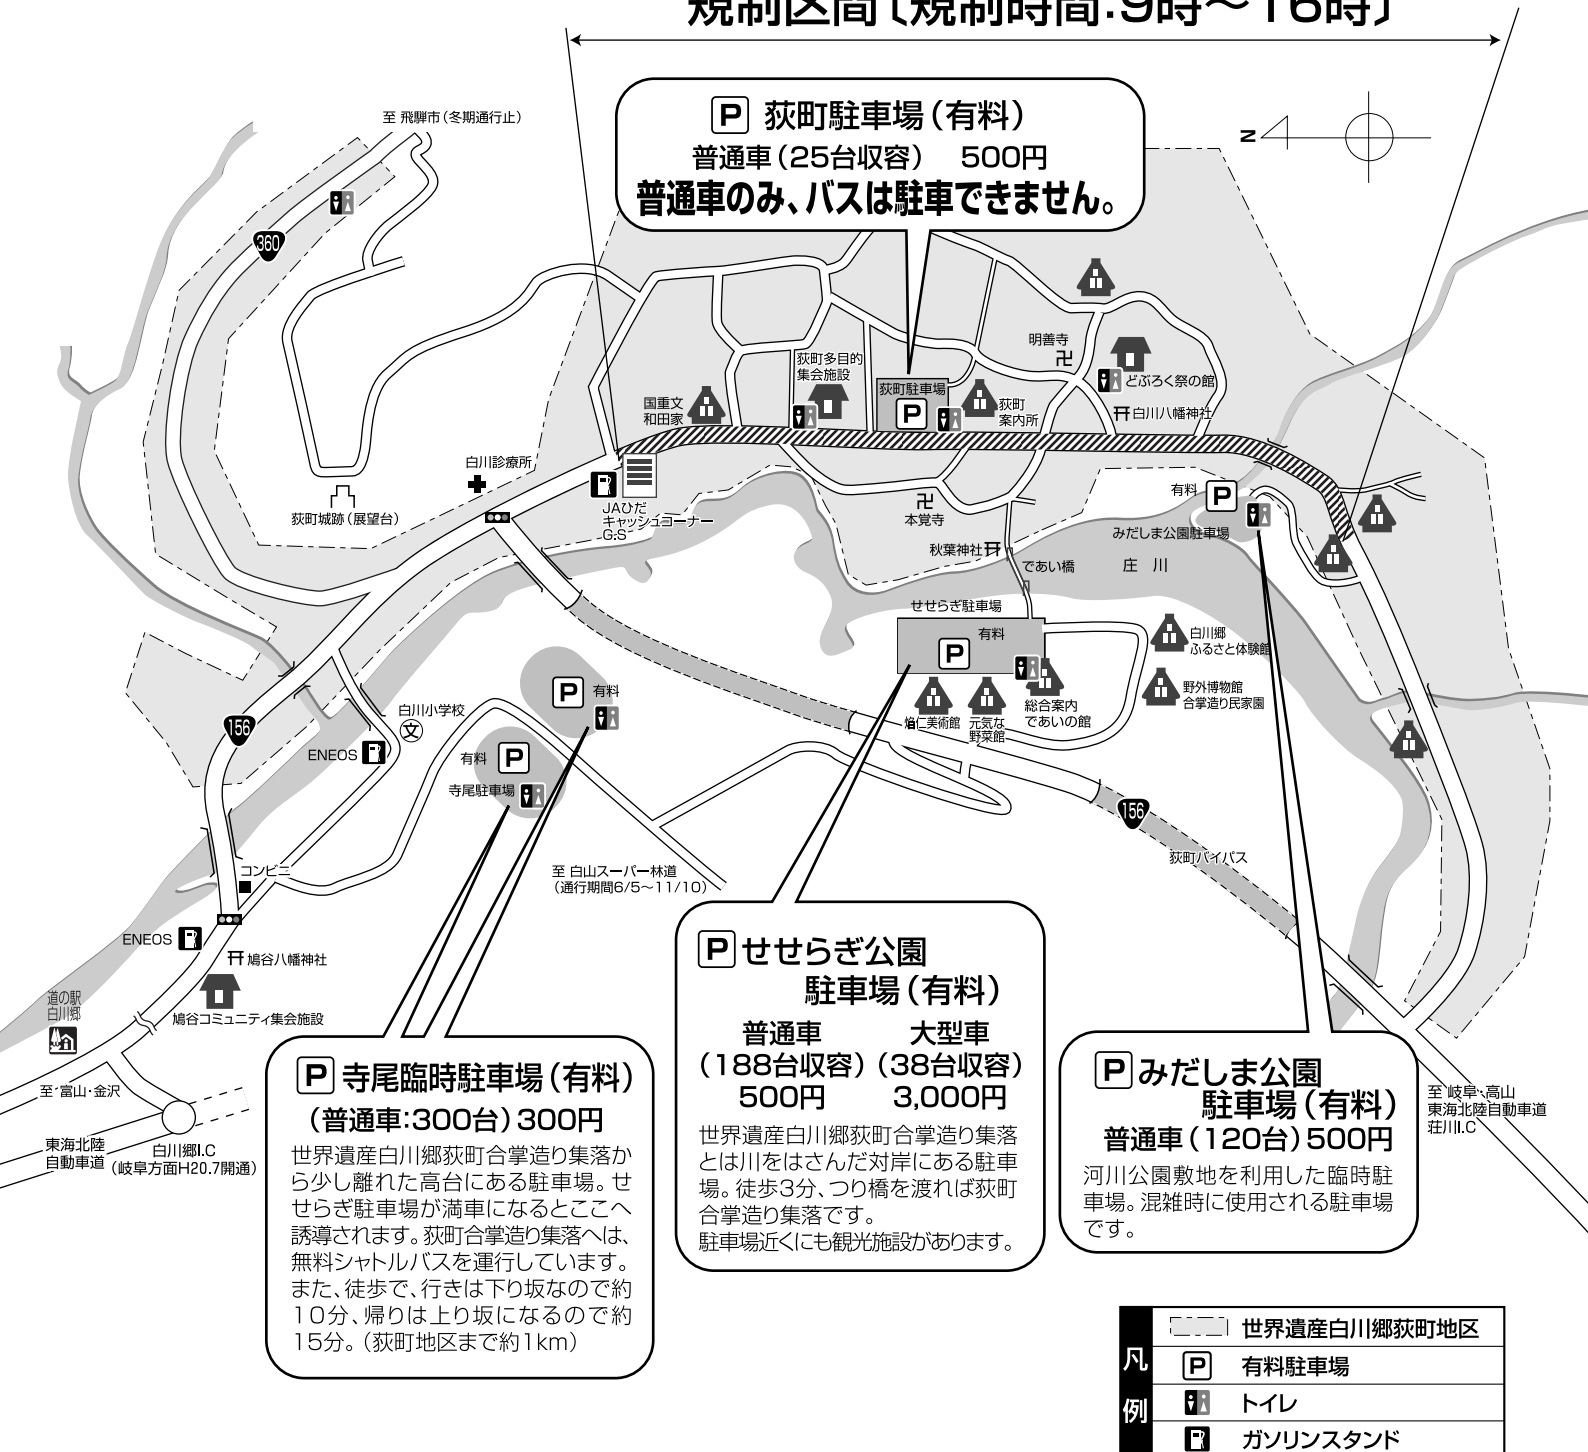 規制区間〔規制時間:9時〜16時〕
P 荻町駐車場(有料)
普通車(25台収容) 500円
普通車のみ、バスは駐車できません。
至 飛騨市(冬期通行止)
N
360
明善寺
荻町多目的
集会施設
荻町駐車場
P
どぶろく祭の館
国重文
和田家
荻町
案内所
白川八幡神社
白川診療所
荻町城跡(展望台)
JAひだ
キャッシュコーナー
G.S
本覚寺
有料
P
みだしま公園駐車場
秋葉神社
であい橋
庄 川
せせらぎ駐車場
有料
P
白川郷
ふるさと体験館
野外博物館
合掌造り民家園
焔仁美術館
元気な
野菜館
総合案内
であいの館
P
有料
白川小学校
文
156
ENEOS
有料
P
寺尾駐車場
156
荻町バイパス
コンビニ
至 白山スーパー林道
(通行期間6/5〜11/10)
ENEOS
鳩谷八幡神社
道の駅
白川郷
鳩谷コミュニティ集会施設
至・富山・金沢
東海北陸
自動車道
白川郷I.C
(岐阜方面H20.7開通)
至 岐阜・高山
東海北陸自動車道
荘川I.C
P 寺尾臨時駐車場(有料)
(普通車:300台)300円
世界遺産白川郷荻町合掌造り集落か
ら少し離れた高台にある駐車場。せ
せらぎ駐車場が満車になるとここへ
誘導されます。荻町合掌造り集落へは、
無料シャトルバスを運行しています。
また、徒歩で、行きは下り坂なので約
10分、帰りは上り坂になるので約
15分。(荻町地区まで約1km)
P せせらぎ公園
駐車場(有料)
普通車 大型車
(188台収容) (38台収容)
500円 3,000円
世界遺産白川郷荻町合掌造り集落
とは川をはさんだ対岸にある駐車
場。徒歩3分、つり橋を渡れば荻町
合掌造り集落です。
駐車場近くにも観光施設があります。
P みだしま公園
駐車場(有料)
普通車(120台)500円
河川公園敷地を利用した臨時駐
車場。混雑時に使用される駐車場
です。
凡例
世界遺産白川郷荻町地区
P 有料駐車場
トイレ
ガソリンスタンド